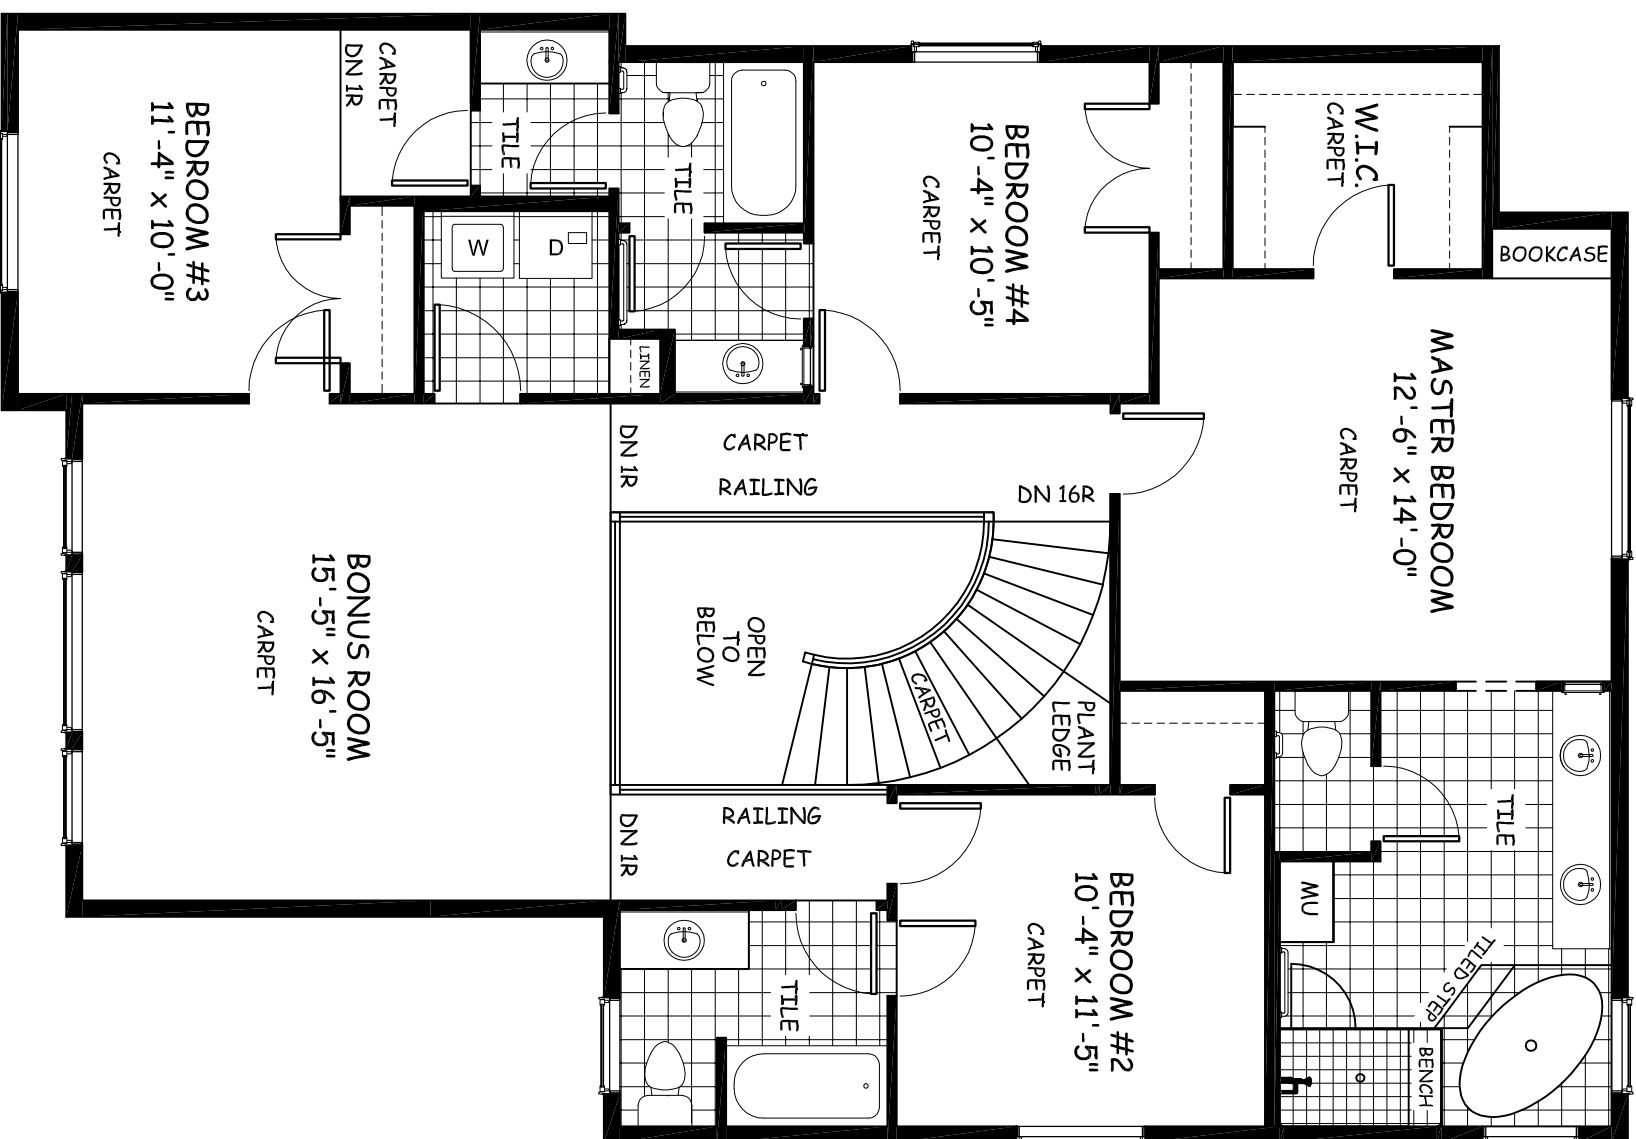 CARPET
DN 1R
BEDROOM #3
11'-4" x 10'-0"
CARPET
TILE
TILE
W
D
LINEN
BEDROOM #4
10'-4" x 10'-5"
CARPET
W.I.C.
CARPET
BOOKCASE
MASTER BEDROOM
12'-6" x 14'-0"
CARPET
DN 1R
CARPET
RAILING
DN 16R
BONUS ROOM
15'-5" x 16'-5"
CARPET
OPEN
TO
BELOW
CARPET
PLANT
LEDGE
RAILING
CARPET
DN 1R
TILE
BEDROOM #2
10'-4" x 11'-5"
CARPET
TILE
MU
TILED STEP
BENCH